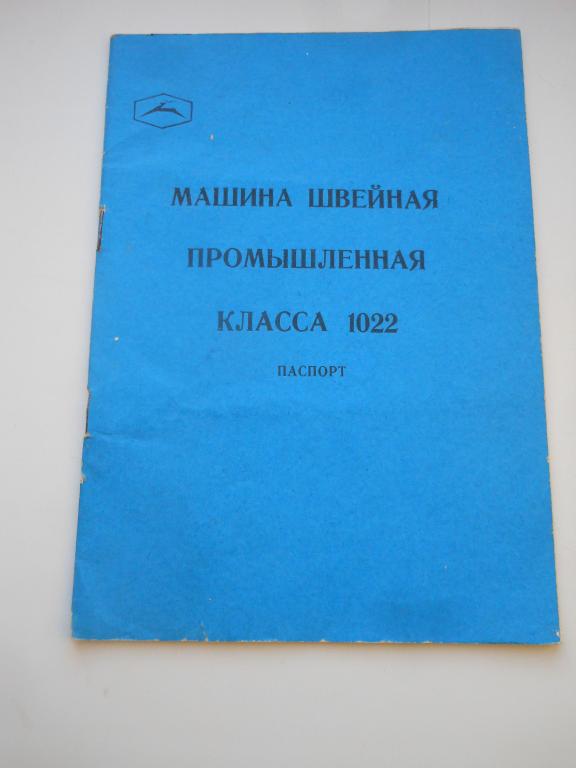 МАШИНА ШВЕЙНАЯ
ПРОМЫШЛЕННАЯ
КЛАССА 1022
ПАСПОРТ